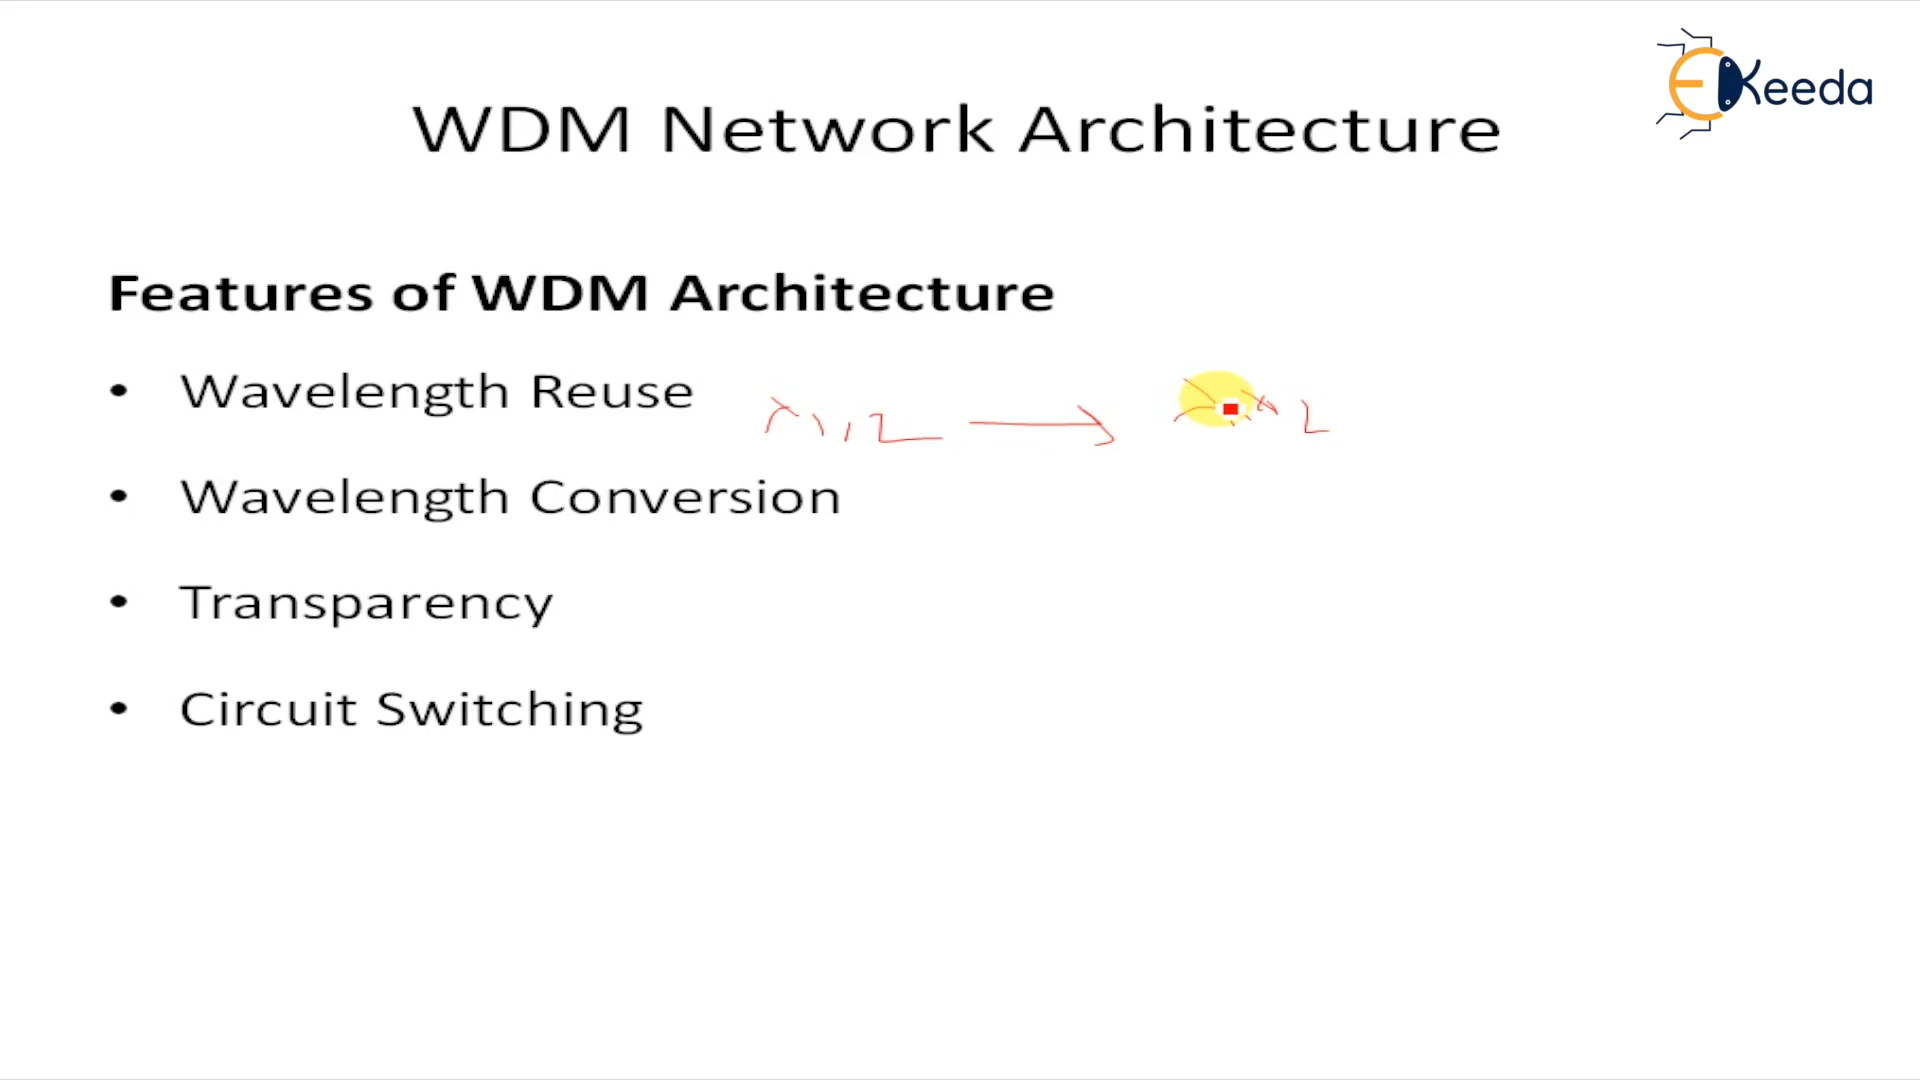 EKeeda
WDM Network Architecture
Features of WDM Architecture
• Wavelength Reuse
• Wavelength Conversion
• Transparency
• Circuit Switching